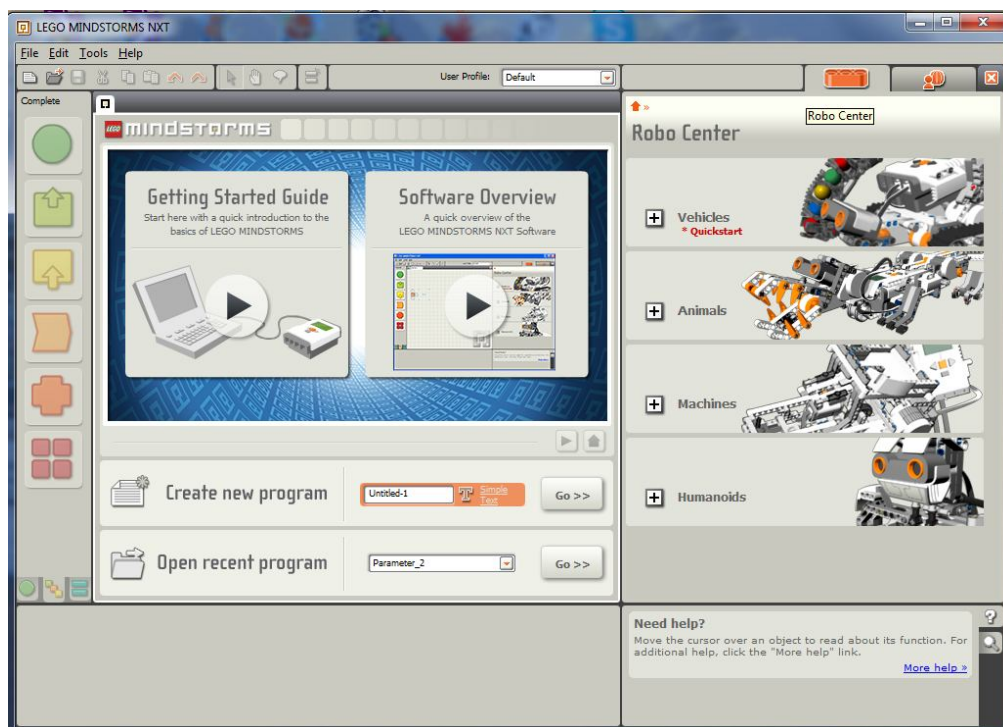 LEGO MINDSTORMS NXT
File Edit Tools Help
User Profile: Default
Complete
LEGO mindstorms
Getting Started Guide
Start here with a quick introduction to the
basics of LEGO MINDSTORMS
Software Overview
A quick overview of the
LEGO MINDSTORMS NXT Software
Create new program
Untitled-1
Simple
Text
Go >>
Open recent program
Parameter_2
Go >>
Robo Center
»
Robo Center
Vehicles
* Quickstart
Animals
Machines
Humanoids
Need help?
Move the cursor over an object to read about its function. For
additional help, click the "More help" link.
More help »